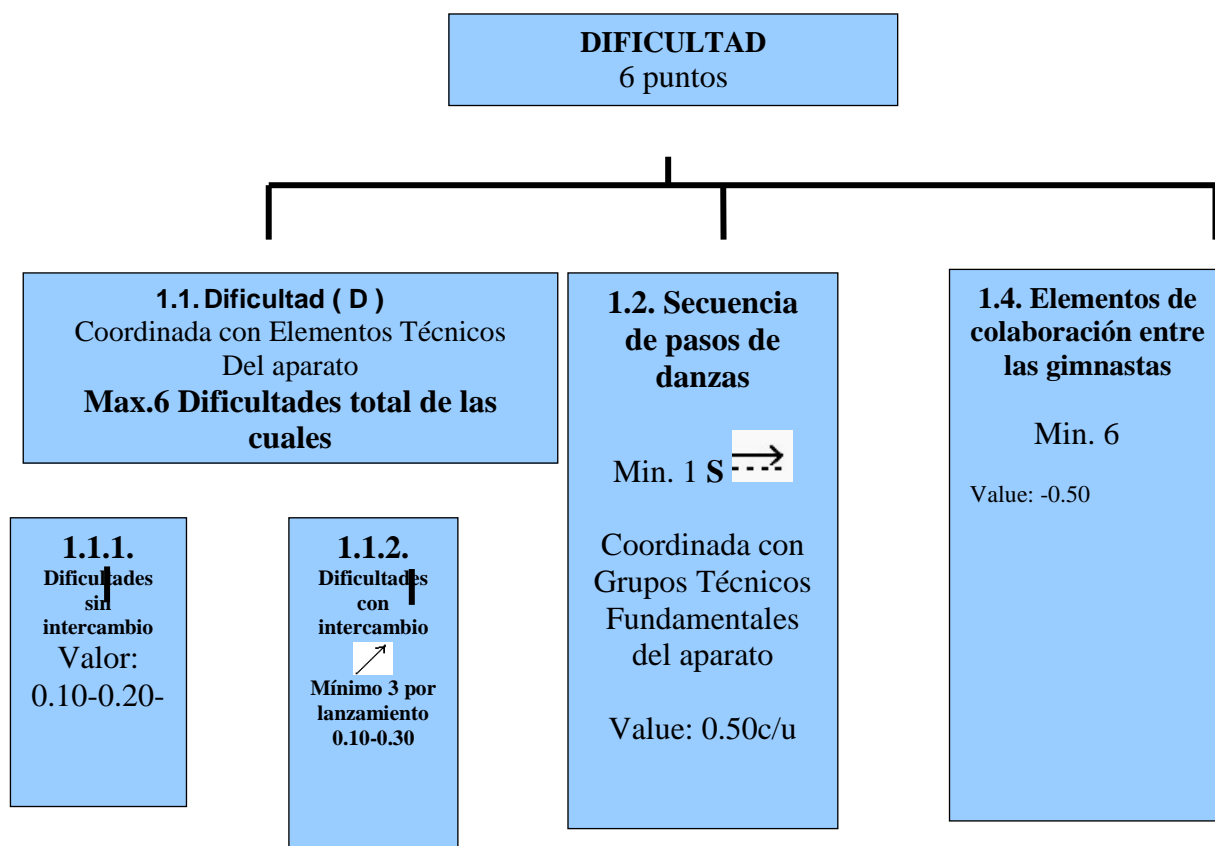 DIFICULTAD
6 puntos
1.1. Dificultad ( D )
Coordinada con Elementos Técnicos
Del aparato
Max.6 Dificultades total de las
cuales
1.1.1.
Dificultades
sin
intercambio
Valor:
0.10-0.20-
1.1.2.
Dificultades
con
intercambio
Mínimo 3 por
lanzamiento
0.10-0.30
1.2. Secuencia
de pasos de
danzas
Min. 1 S
Coordinada con
Grupos Técnicos
Fundamentales
del aparato
Value: 0.50c/u
1.4. Elementos de
colaboración entre
las gimnastas
Min. 6
Value: -0.50